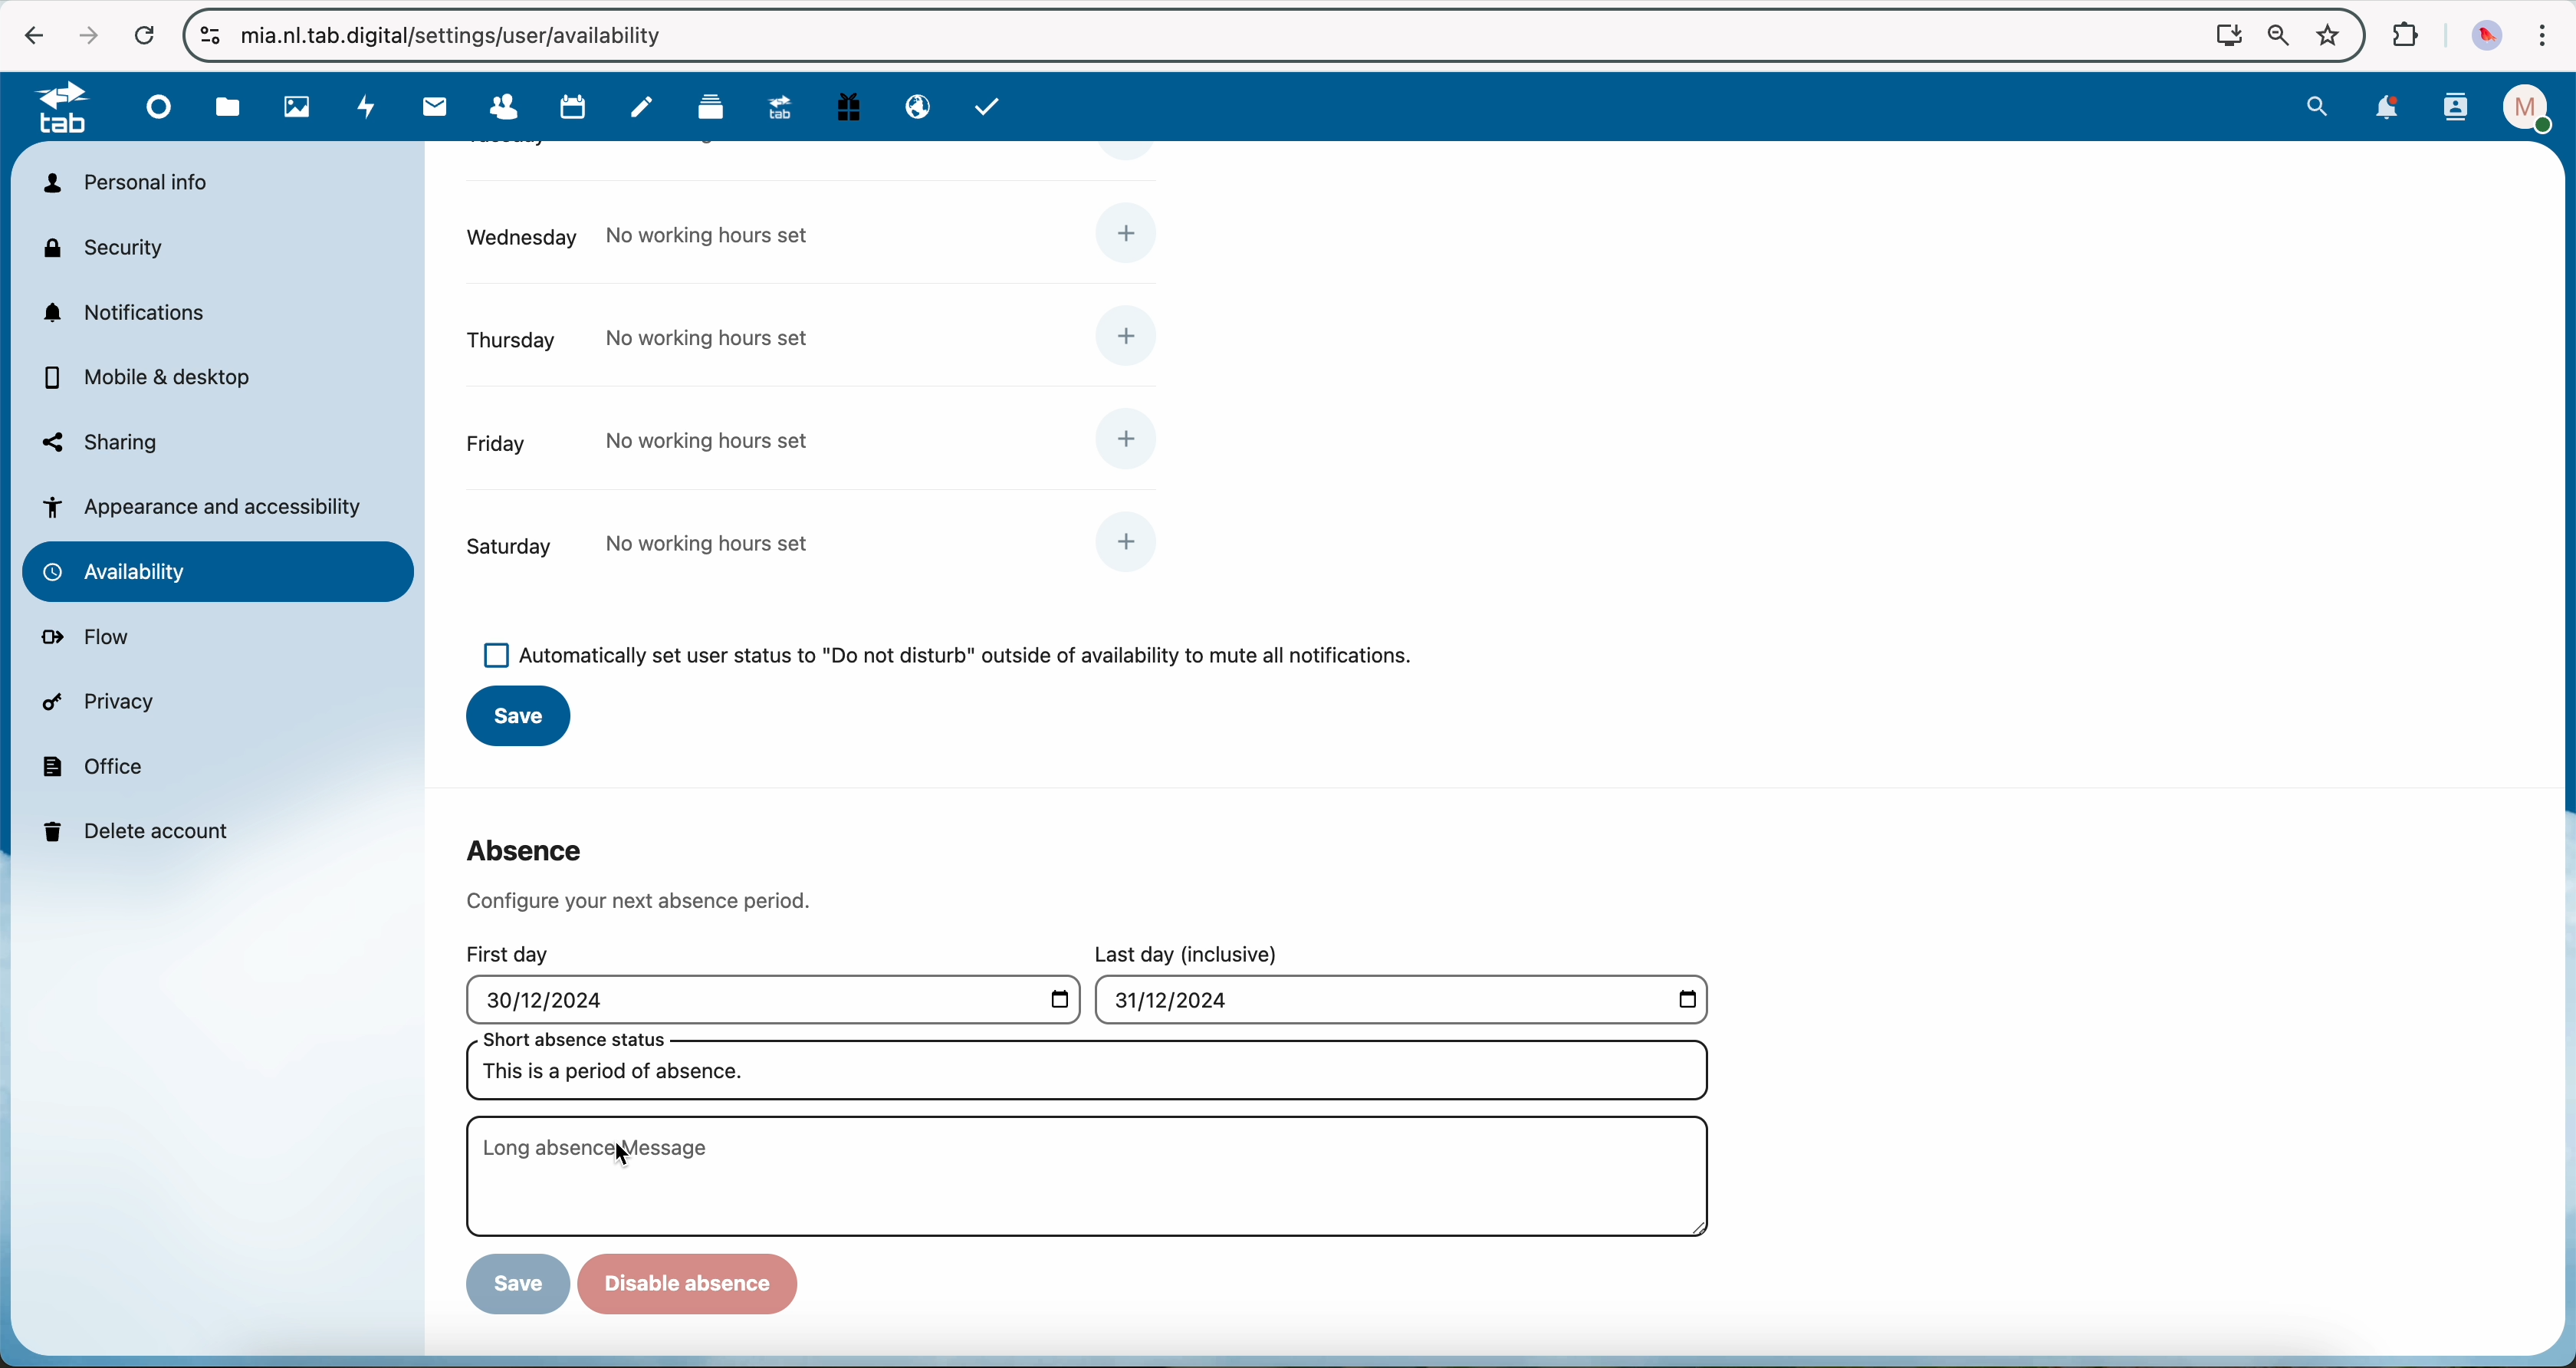 mia.nl.tab.digital/settings/user/availability
tab
tab
M
Personal info
Security
Notifications
Mobile & desktop
Sharing
Appearance and accessibility
Availability
Flow
Privacy
Office
Delete account
Wednesday No working hours set
Thursday No working hours set
Friday No working hours set
Saturday No working hours set
Automatically set user status to "Do not disturb" outside of availability to mute all notifications.
Save
Absence
Configure your next absence period.
First day Last day (inclusive)
30/12/2024 31/12/2024
Short absence status
This is a period of absence.
Long absence Message
Save Disable absence